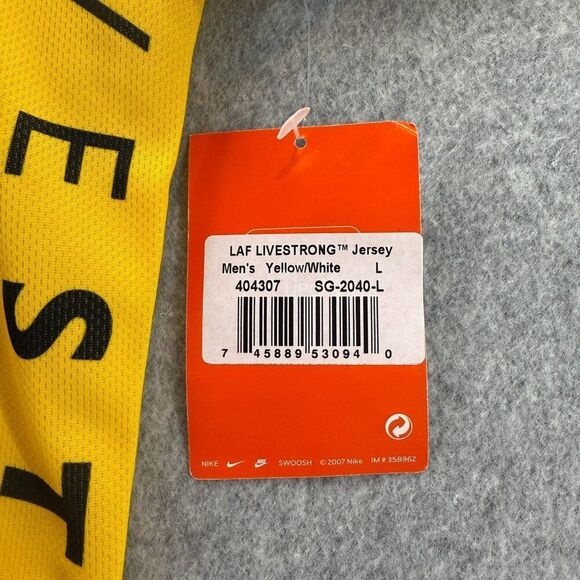 V
E
S
T
LAF LIVESTRONG™ Jersey
Men's Yellow/White L
404307 SG-2040-L
7 45889 53094 0
NIKE SWOOSH © 2007 Nike IM # 358962